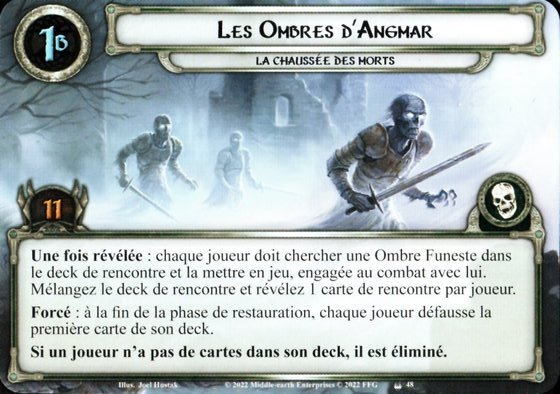 1B
LES OMBRES D'ANGMAR
LA CHAUSSÉE DES MORTS
11
Une fois révélée : chaque joueur doit chercher une Ombre Funeste dans
le deck de rencontre et la mettre en jeu, engagée au combat avec lui.
Mélangez le deck de rencontre et révélez 1 carte de rencontre par joueur.
Forcé : à la fin de la phase de restauration, chaque joueur défausse la
première carte de son deck.
Si un joueur n'a pas de cartes dans son deck, il est éliminé.
Illus. Joel Hustak © 2022 Middle-earth Enterprises © 2022 FFG 48